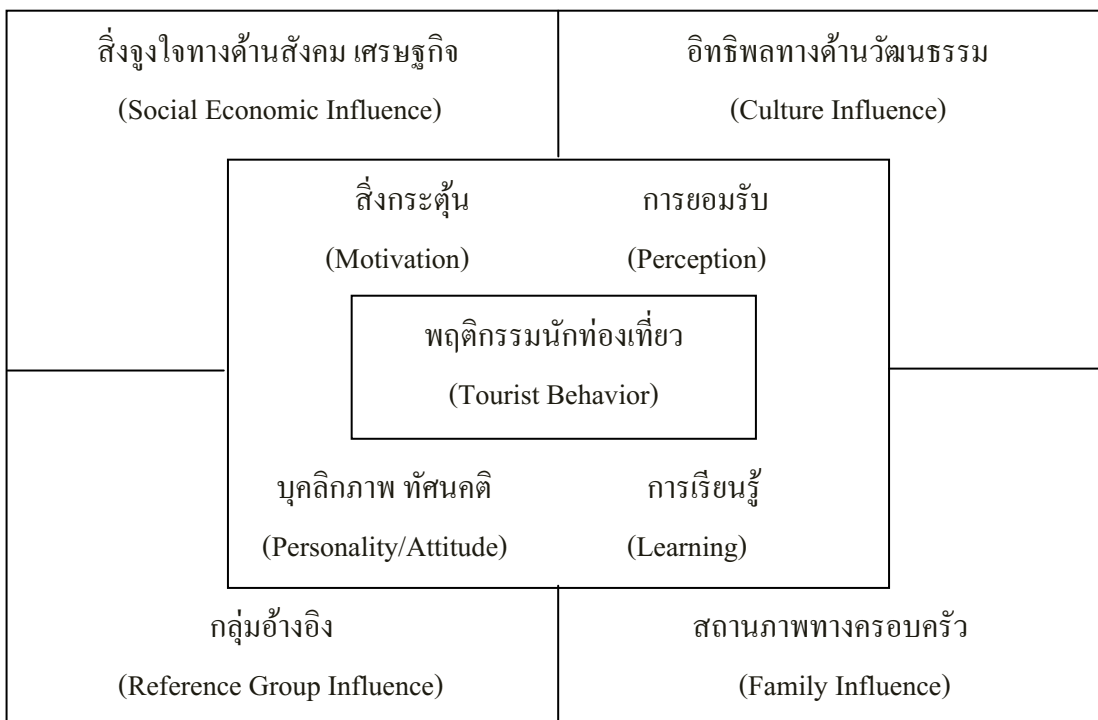 สิ่งจูงใจทางด้านสังคม เศรษฐกิจ
(Social Economic Influence)
อิทธิพลทางด้านวัฒนธรรม
(Culture Influence)
สิ่งกระตุ้น
(Motivation)
การยอมรับ
(Perception)
พฤติกรรมนักท่องเที่ยว
(Tourist Behavior)
บุคลิกภาพ ทัศนคติ
(Personality/Attitude)
การเรียนรู้
(Learning)
กลุ่มอ้างอิง
(Reference Group Influence)
สถานภาพทางครอบครัว
(Family Influence)